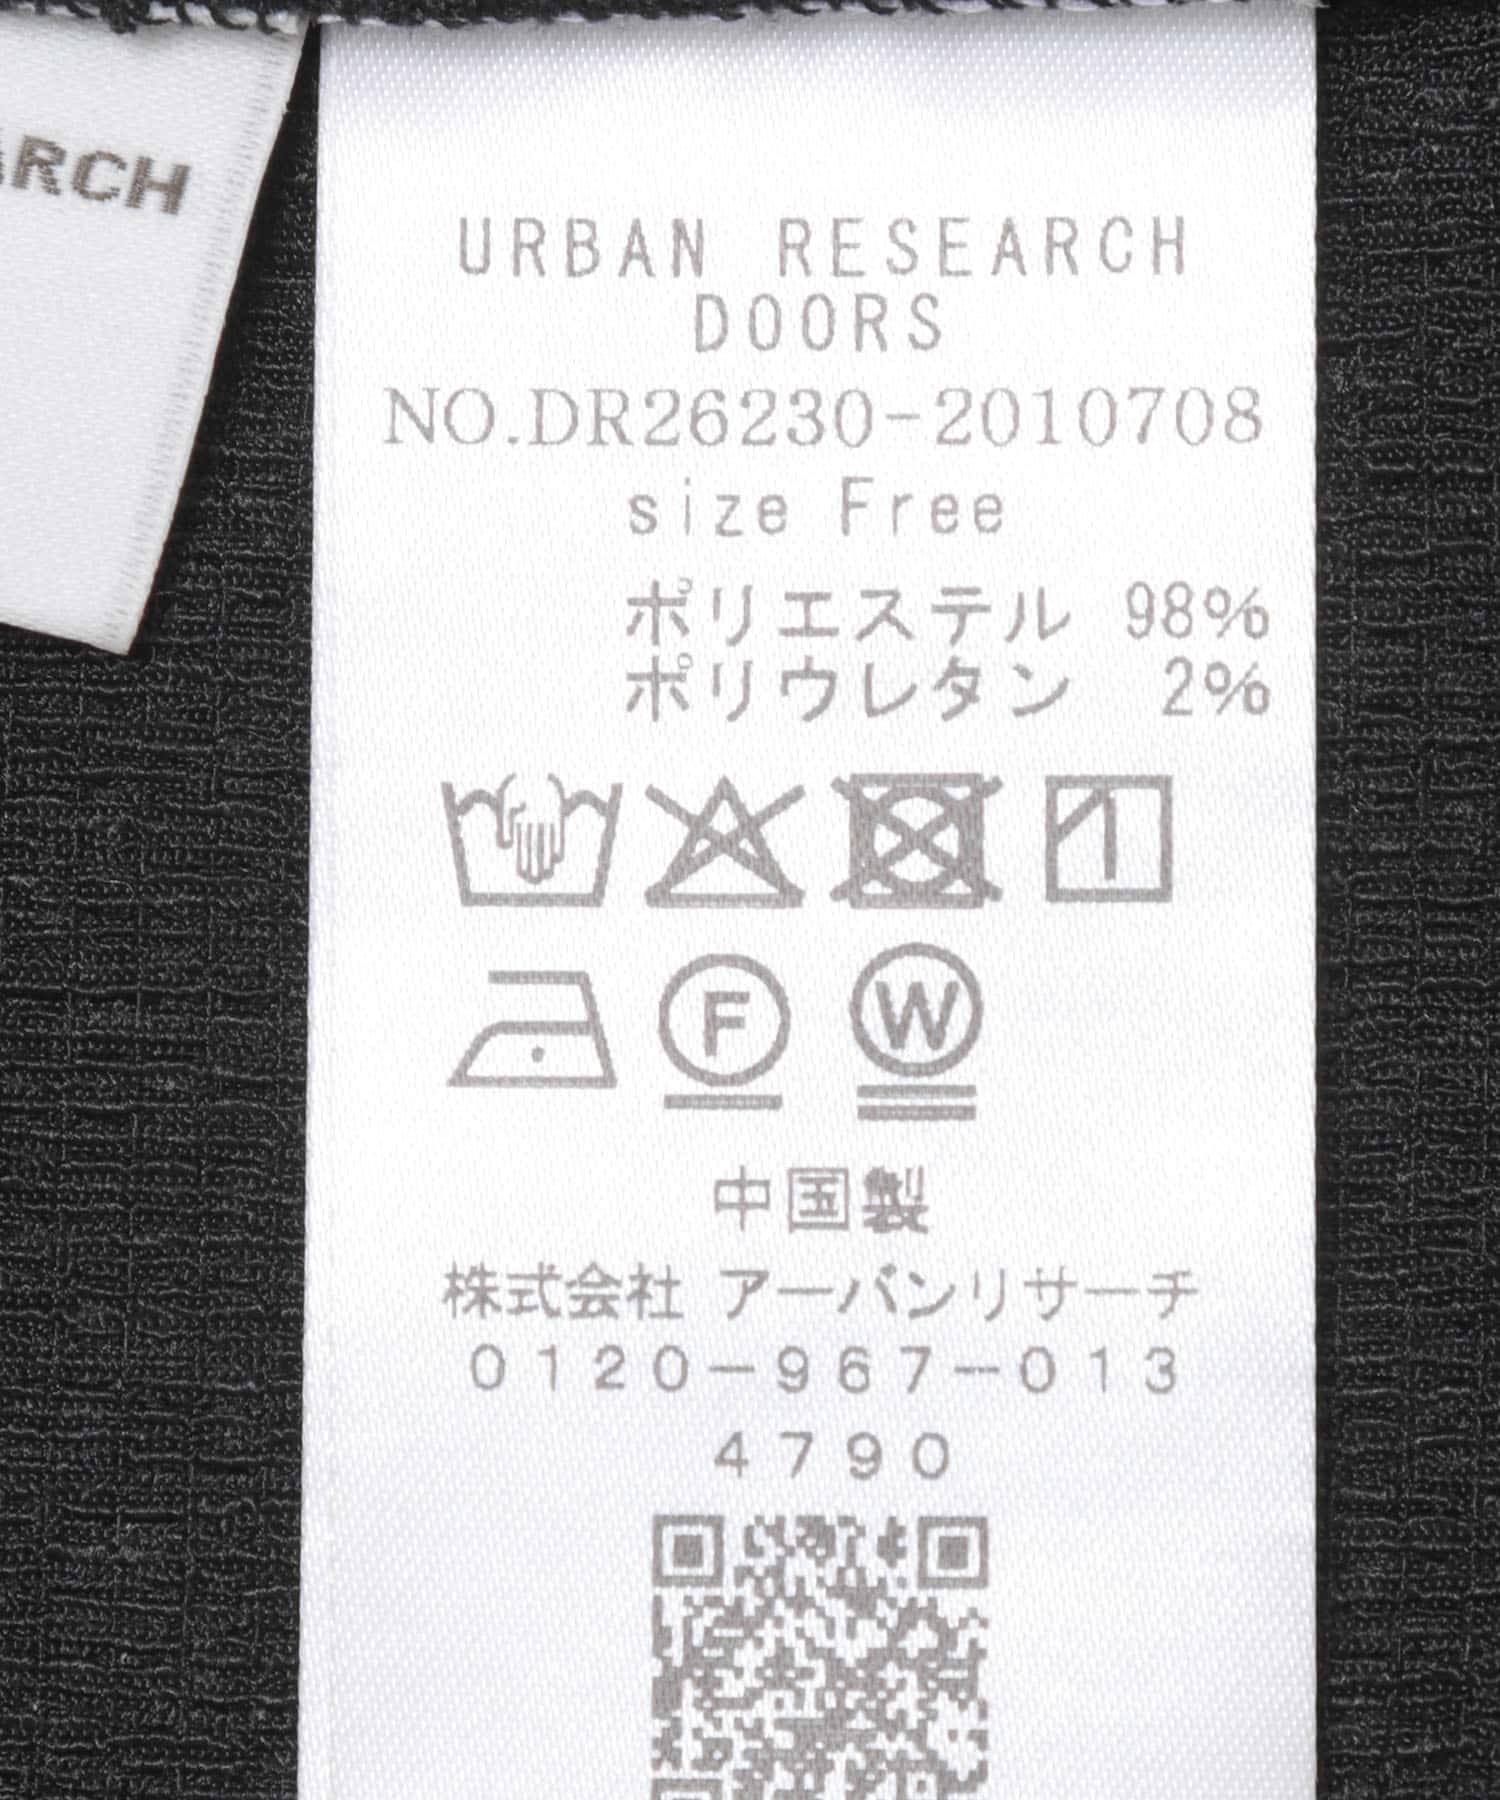 ARCH
URBAN RESEARCH
DOORS
NO.DR26230-2010708
size Free
ポリエステル 98%
ポリウレタン 2%
F W
中国製
株式会社 アーバンリサーチ
0120-967-013
4790